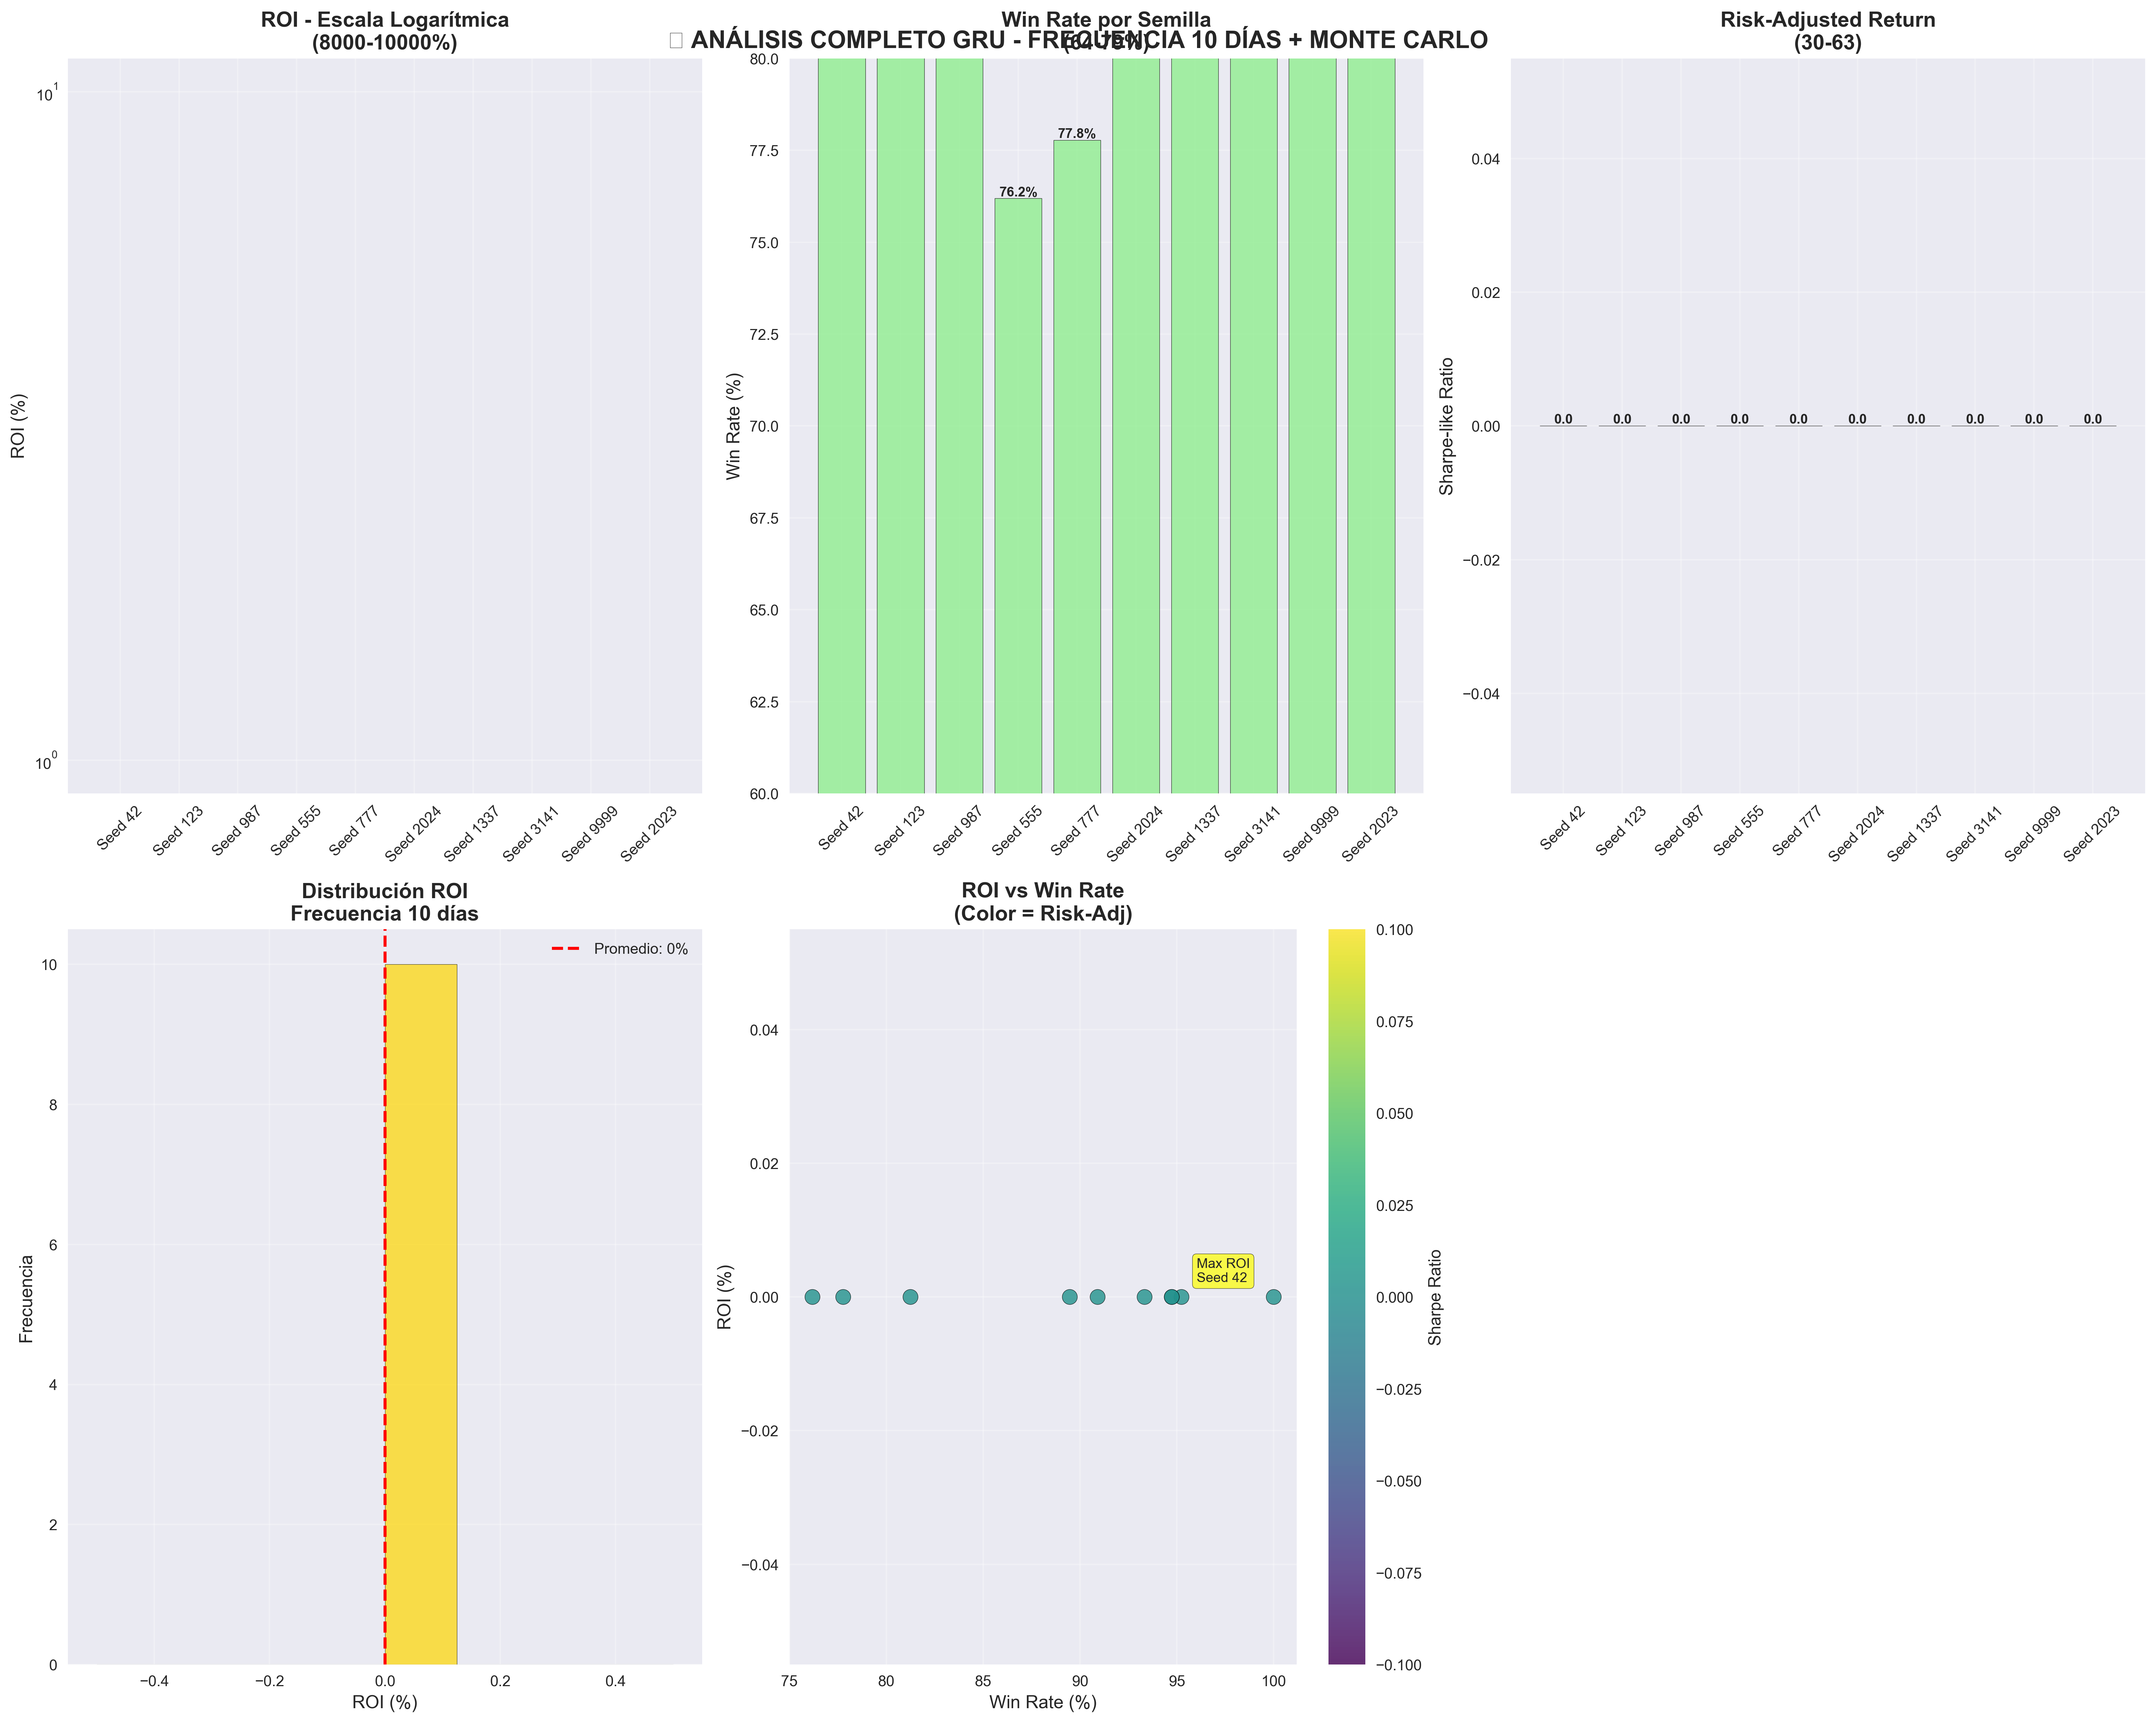 ROI - Escala Logarítmica
(8000-10000%)
Win Rate por Semilla
Risk-Adjusted Return
(30-63)
ANÁLISIS COMPLETO GRU - FRECUENCIA 10 DÍAS + MONTE CARLO
ROI (%)
10^1
10^0
Seed 42
Seed 123
Seed 987
Seed 555
Seed 777
Seed 2024
Seed 1337
Seed 3141
Seed 9999
Seed 2023
Win Rate (%)
80.0
77.5
75.0
72.5
70.0
67.5
65.0
62.5
60.0
76.2%
77.8%
Seed 42
Seed 123
Seed 987
Seed 555
Seed 777
Seed 2024
Seed 1337
Seed 3141
Seed 9999
Seed 2023
Sharpe-like Ratio
0.04
0.02
0.00
−0.02
−0.04
0.0 0.0 0.0 0.0 0.0 0.0 0.0 0.0 0.0 0.0
Seed 42
Seed 123
Seed 987
Seed 555
Seed 777
Seed 2024
Seed 1337
Seed 3141
Seed 9999
Seed 2023
Distribución ROI
Frecuencia 10 días
Promedio: 0%
Frecuencia
10
8
6
4
2
0
−0.4 −0.2 0.0 0.2 0.4
ROI (%)
ROI vs Win Rate
(Color = Risk-Adj)
ROI (%)
0.04
0.02
0.00
−0.02
−0.04
Max ROI
Seed 42
75 80 85 90 95 100
Win Rate (%)
0.100
0.075
0.050
0.025
0.000
−0.025
−0.050
−0.075
−0.100
Sharpe Ratio